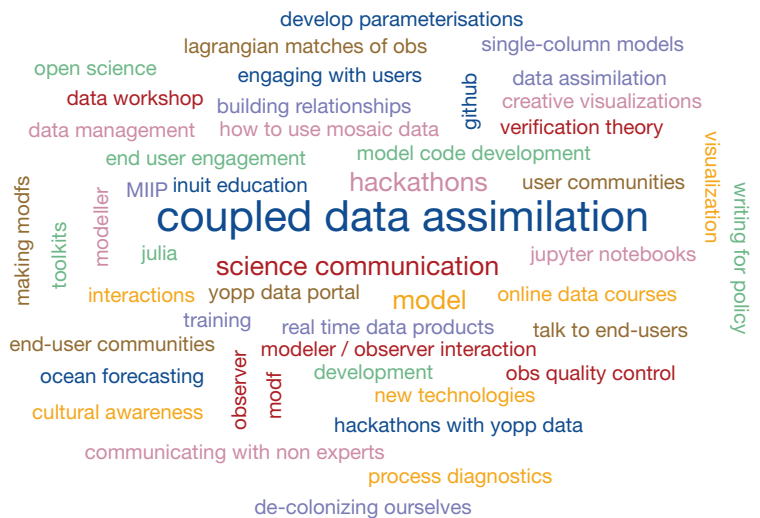 develop parameterisations
lagrangian matches of obs
single-column models
open science
engaging with users
github
data assimilation
data workshop
building relationships
creative visualizations
data management
how to use mosaic data
verification theory
visualization
end user engagement
model code development
making modfs
toolkits
modeller
MIIP
inuit education
hackathons
user communities
writing for policy
coupled data assimilation
julia
science communication
jupyter notebooks
interactions
yopp data portal
model
online data courses
training
real time data products
talk to end-users
end-user communities
observer
modf
modeler / observer interaction
ocean forecasting
development
obs quality control
new technologies
cultural awareness
hackathons with yopp data
communicating with non experts
process diagnostics
de-colonizing ourselves